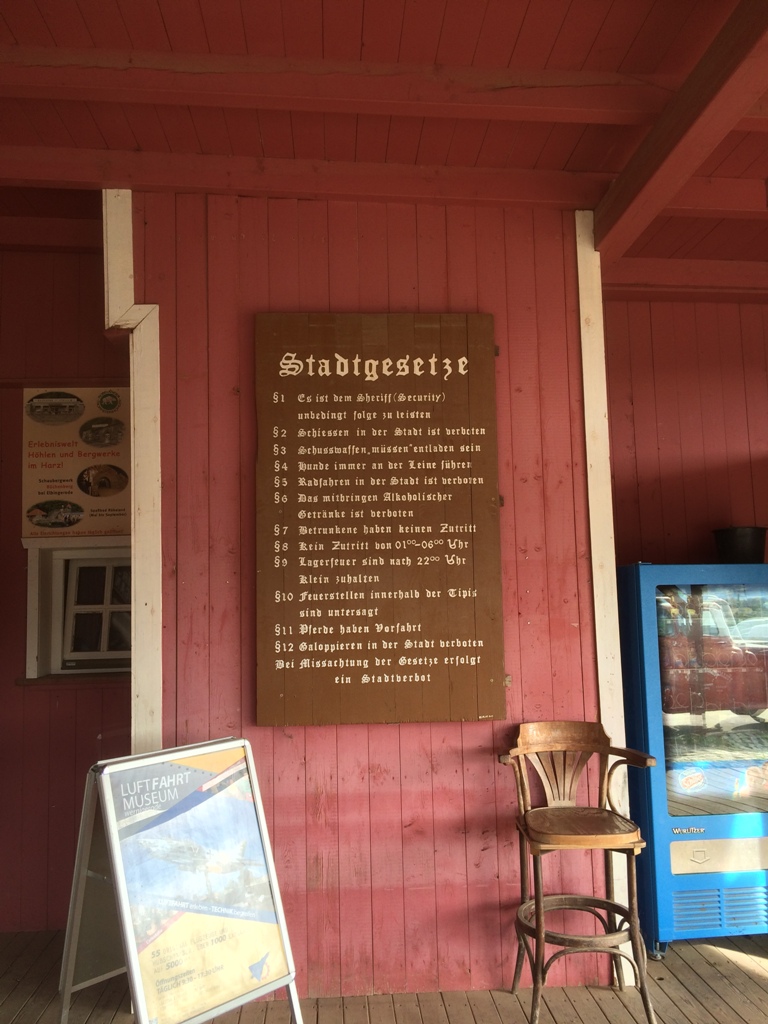 Stadtgesetze
§1 Es ist dem Sheriff (Security)
unbedingt folge zu leisten
§2 Schiessen in der Stadt ist verboten
§3 Schusswaffen „müssen" entladen sein
§4 Hunde immer an der Leine führen
§5 Radfahren in der Stadt ist verboten
§6 Das mitbringen Alkoholischer
Getränke ist verboten
§7 Betrunkene haben keinen Zutritt
§8 Kein Zutritt von 01⁰⁰-06⁰⁰ Uhr
§9 Lagerfeuer sind nach 22⁰⁰ Uhr
Klein zuhalten
§10 Feuerstellen innerhalb der Tipis
sind untersagt
§11 Pferde haben Vorfahrt
§12 Galoppieren in der Stadt verboten
Bei Missachtung der Gesetze erfolgt
ein Stadtverbot
Erlebniswelt
Höhlen und Bergwerke
im Harz!
LUFTFAHRT
MUSEUM
Öffnungszeiten
WURLITZER